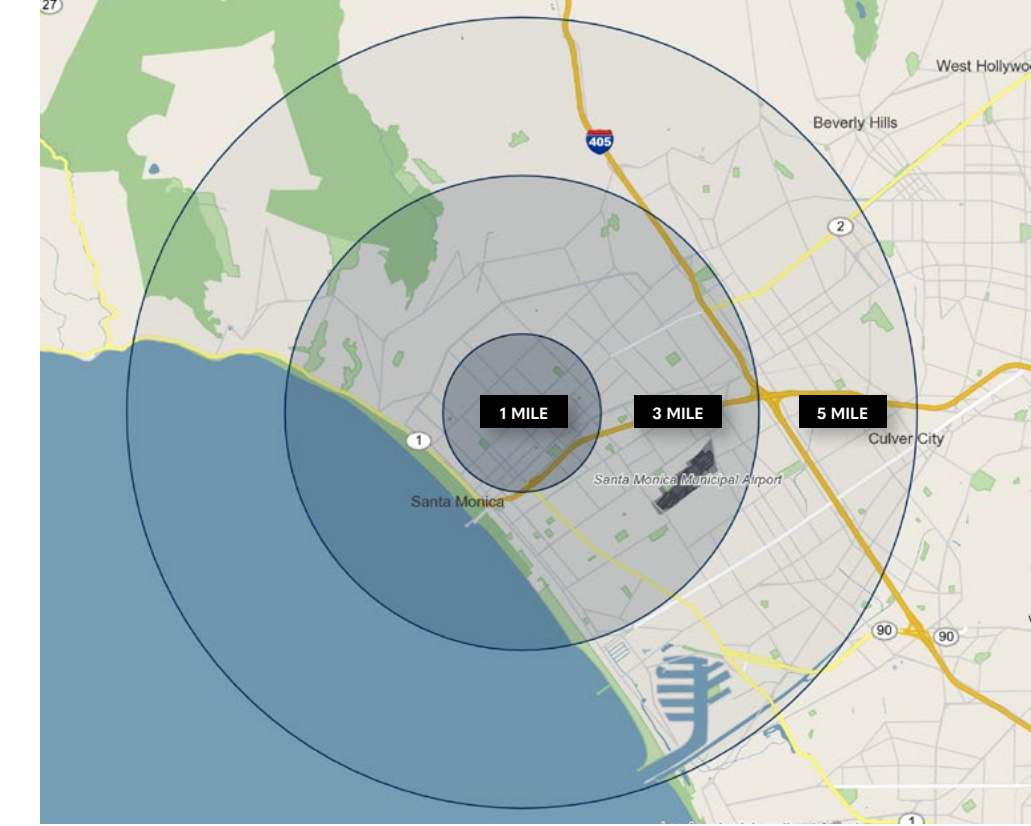 27
West Hollywo
Beverly Hills
405
2
1 MILE
3 MILE
5 MILE
1
Culver City
Santa Monica Municipal Airport
Santa Monica
90
90
1